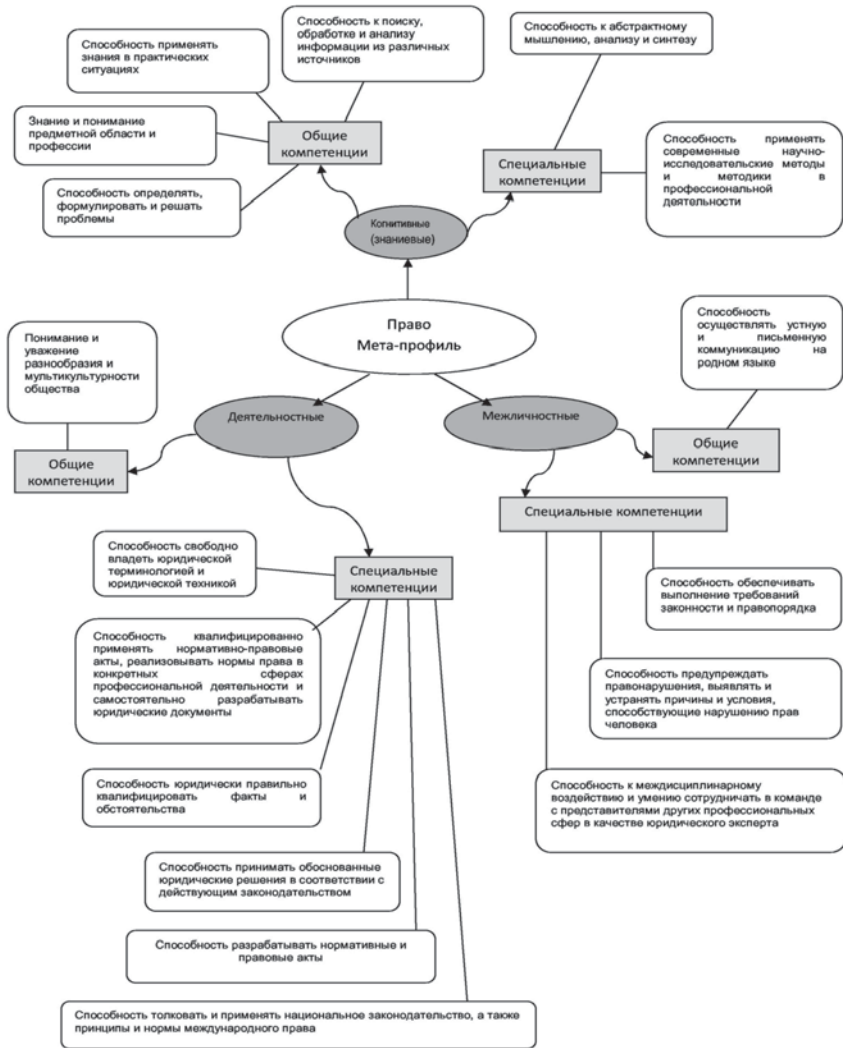 Способность применять
знания в практических
ситуациях
Способность к поиску,
обработке и анализу
информации из различных
источников
Способность к абстрактному
мышлению, анализу и синтезу
Знание и понимание
предметной области и
профессии
Общие
компетенции
Специальные
компетенции
Способность применять
современные научно-
исследовательские методы
и методики в
профессиональной
деятельности
Способность определять,
формулировать и решать
проблемы
Когнитивные
(знаниевые)
Право
Мета-профиль
Способность
осуществлять устную
и письменную
коммуникацию на
родном языке
Понимание и
уважение
разнообразия и
мультикультурности
общества
Деятельностные
Межличностные
Общие
компетенции
Общие
компетенции
Специальные компетенции
Способность свободно
владеть юридической
терминологией и
юридической техникой
Специальные
компетенции
Способность обеспечивать
выполнение требований
законности и правопорядка
Способность квалифицированно
применять нормативно-правовые
акты, реализовывать нормы права в
конкретных сферах
профессиональной деятельности и
самостоятельно разрабатывать
юридические документы
Способность предупреждать
правонарушения, выявлять и
устранять причины и условия,
способствующие нарушению прав
человека
Способность юридически правильно
квалифицировать факты и
обстоятельства
Способность к междисциплинарному
воздействию и умению сотрудничать в команде
с представителями других профессиональных
сфер в качестве юридического эксперта
Способность принимать обоснованные
юридические решения в соответствии с
действующим законодательством
Способность разрабатывать нормативные и
правовые акты
Способность толковать и применять национальное законодательство, а также
принципы и нормы международного права